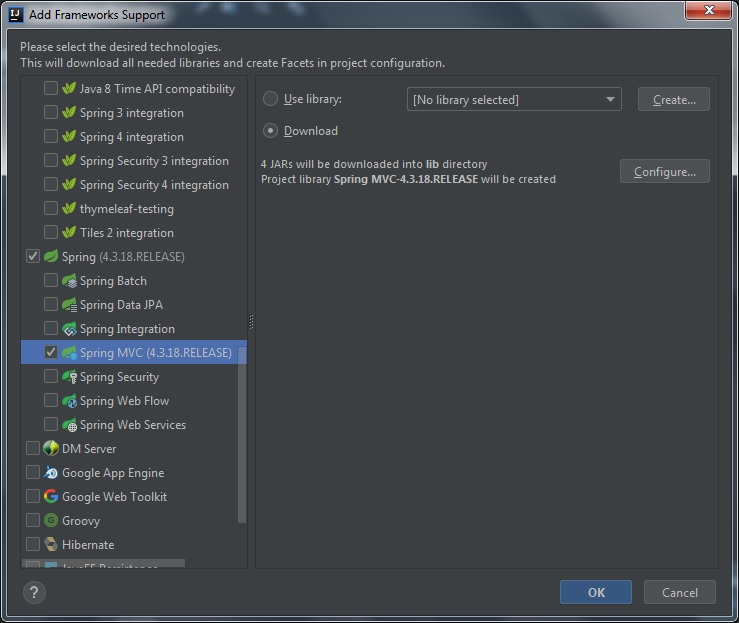 IJ Add Frameworks Support
Please select the desired technologies.
This will download all needed libraries and create Facets in project configuration.
Java 8 Time API compatibility
Spring 3 integration
Spring 4 integration
Spring Security 3 integration
Spring Security 4 integration
thymeleaf-testing
Tiles 2 integration
Spring (4.3.18.RELEASE)
Spring Batch
Spring Data JPA
Spring Integration
Spring MVC (4.3.18.RELEASE)
Spring Security
Spring Web Flow
Spring Web Services
DM Server
Google App Engine
Google Web Toolkit
G Groovy
Hibernate
JavaEE Persistence
Use library:
[No library selected]
Create...
Download
4 JARs will be downloaded into lib directory
Project library Spring MVC-4.3.18.RELEASE will be created
Configure...
?
OK
Cancel